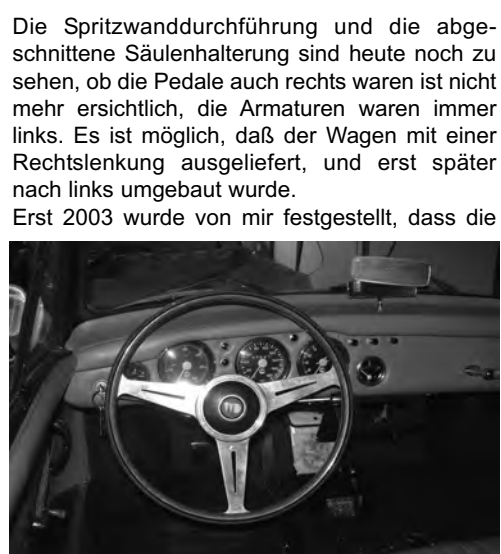 Die Spritzwanddurchführung und die abge-
schnittene Säulenhalterung sind heute noch zu
sehen, ob die Pedale auch rechts waren ist nicht
mehr ersichtlich, die Armaturen waren immer
links. Es ist möglich, daß der Wagen mit einer
Rechtslenkung ausgeliefert, und erst später
nach links umgebaut wurde.
Erst 2003 wurde von mir festgestellt, dass die